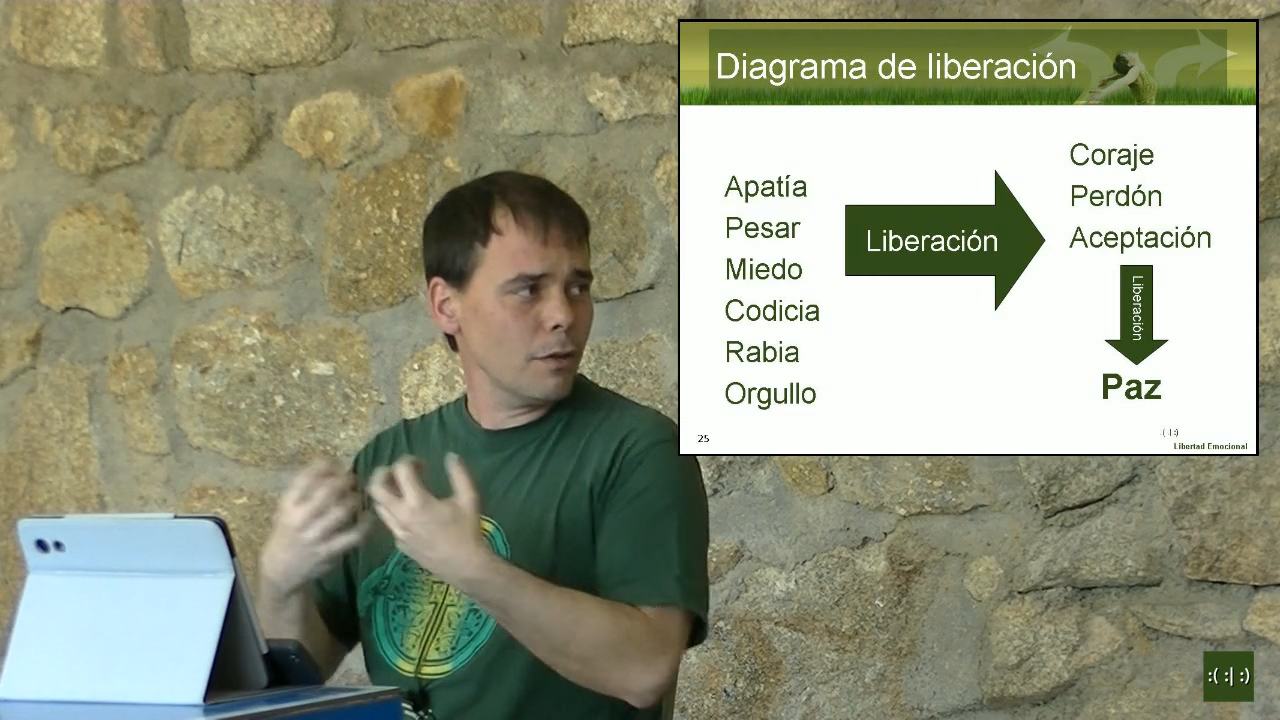 Diagrama de liberación
Apatía
Pesar
Miedo
Codicia
Rabia
Orgullo
Liberación
Coraje
Perdón
Aceptación
Liberación
Paz
25
:( :| :)
Libertad Emocional
:( :| :)